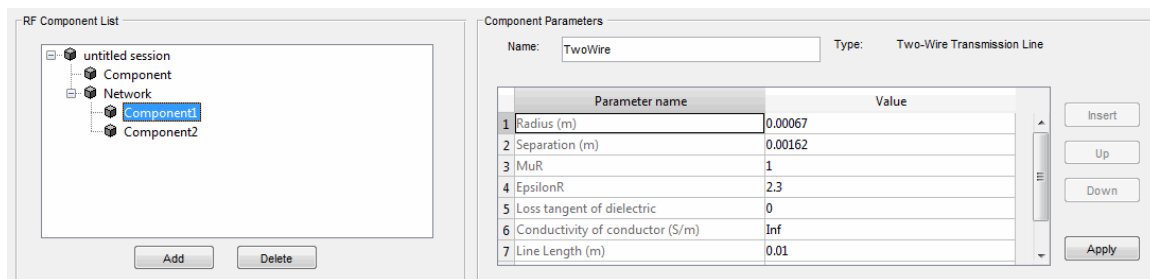 RF Component List
untitled session
Component
Network
Component1
Component2
Add
Delete
Component Parameters
Name:
TwoWire
Type:
Two-Wire Transmission Line
Parameter name Value
1 Radius (m) 0.00067
2 Separation (m) 0.00162
3 MuR 1
4 EpsilonR 2.3
5 Loss tangent of dielectric 0
6 Conductivity of conductor (S/m) Inf
7 Line Length (m) 0.01
Insert
Up
Down
Apply